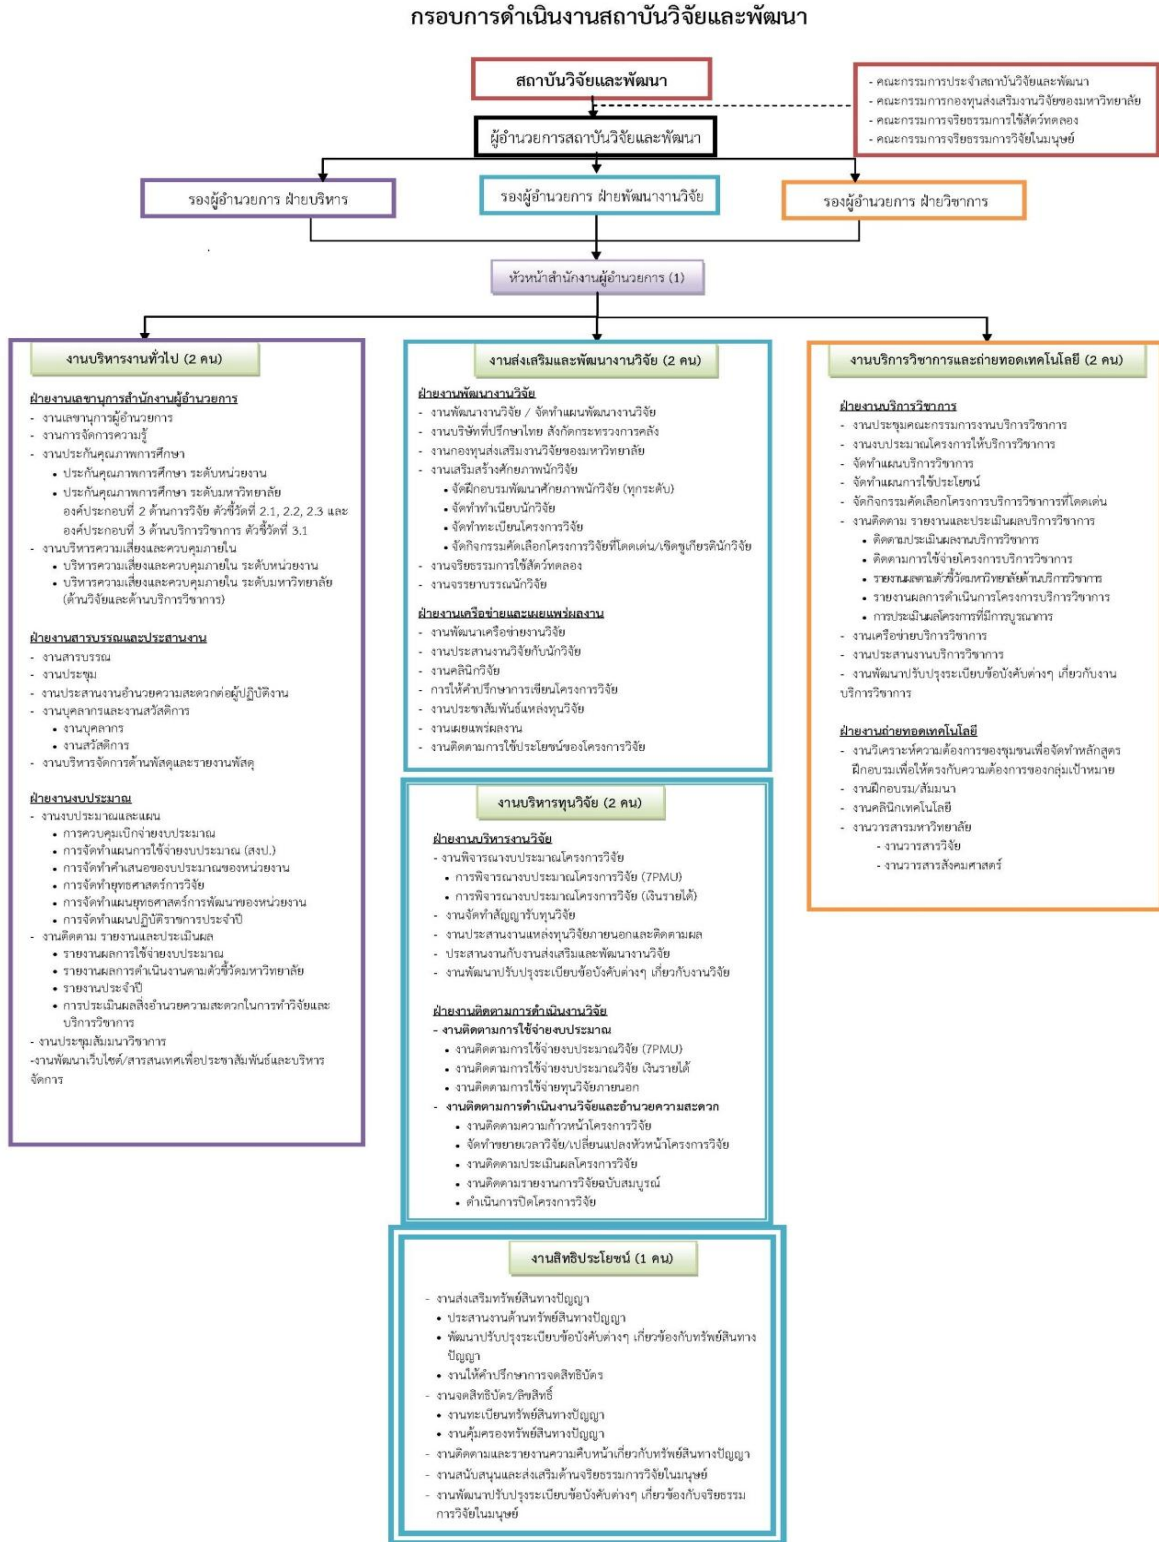 กรอบการดำเนินงานสถาบันวิจัยและพัฒนา
สถาบันวิจัยและพัฒนา
- คณะกรรมการประจำสถาบันวิจัยและพัฒนา
- คณะกรรมการกองทุนส่งเสริมงานวิจัยของมหาวิทยาลัย
- คณะกรรมการจริยธรรมการใช้สัตว์ทดลอง
- คณะกรรมการจริยธรรมการวิจัยในมนุษย์
ผู้อำนวยการสถาบันวิจัยและพัฒนา
รองผู้อำนวยการ ฝ่ายบริหาร
รองผู้อำนวยการ ฝ่ายพัฒนางานวิจัย
รองผู้อำนวยการ ฝ่ายวิชาการ
หัวหน้าสำนักงานผู้อำนวยการ (1)
งานบริหารงานทั่วไป (2 คน)
ฝ่ายงานเลขานุการสำนักงานผู้อำนวยการ
- งานเลขานุการผู้อำนวยการ
- งานการจัดการความรู้
- งานประกันคุณภาพการศึกษา
• ประกันคุณภาพการศึกษา ระดับหน่วยงาน
• ประกันคุณภาพการศึกษา ระดับมหาวิทยาลัย
องค์ประกอบที่ 2 ด้านการวิจัย ตัวชี้วัดที่ 2.1, 2.2, 2.3 และ
องค์ประกอบที่ 3 ด้านบริการวิชาการ ตัวชี้วัดที่ 3.1
- งานบริหารความเสี่ยงและควบคุมภายใน
• บริหารความเสี่ยงและควบคุมภายใน ระดับหน่วยงาน
• บริหารความเสี่ยงและควบคุมภายใน ระดับมหาวิทยาลัย
(ด้านวิจัยและด้านบริการวิชาการ)
ฝ่ายงานสารบรรณและประสานงาน
- งานสารบรรณ
- งานประชุม
- งานประสานงานอำนวยความสะดวกต่อผู้ปฏิบัติงาน
- งานบุคลากรและงานสวัสดิการ
• งานบุคลากร
• งานสวัสดิการ
- งานบริหารจัดการด้านพัสดุและรายงานพัสดุ
ฝ่ายงานงบประมาณ
- งานงบประมาณและแผน
• การควบคุมเบิกจ่ายงบประมาณ
• การจัดทำแผนการใช้จ่ายงบประมาณ (สงป.)
• การจัดทำคำเสนอของบประมาณของหน่วยงาน
• การจัดทำยุทธศาสตร์การวิจัย
• การจัดทำแผนยุทธศาสตร์การพัฒนาของหน่วยงาน
• การจัดทำแผนปฏิบัติราชการประจำปี
- งานติดตาม รายงานและประเมินผล
• รายงานผลการใช้จ่ายงบประมาณ
• รายงานผลการดำเนินงานตามตัวชี้วัดมหาวิทยาลัย
• รายงานประจำปี
• การประเมินผลสิ่งอำนวยความสะดวกในการทำวิจัยและ
บริการวิชาการ
- งานประชุมสัมมนาวิชาการ
-งานพัฒนาเว็บไซต์/สารสนเทศเพื่อประชาสัมพันธ์และบริหาร
จัดการ
งานส่งเสริมและพัฒนางานวิจัย (2 คน)
ฝ่ายงานพัฒนางานวิจัย
- งานพัฒนางานวิจัย / จัดทำแผนพัฒนางานวิจัย
- งานบริษัทที่ปรึกษาไทย สังกัดกระทรวงการคลัง
- งานกองทุนส่งเสริมงานวิจัยของมหาวิทยาลัย
- งานเสริมสร้างศักยภาพนักวิจัย
• จัดฝึกอบรมพัฒนาศักยภาพนักวิจัย (ทุกระดับ)
• จัดทำทำเนียบนักวิจัย
• จัดทำทะเบียนโครงการวิจัย
• จัดกิจกรรมคัดเลือกโครงการวิจัยที่โดดเด่น/เชิดชูเกียรตินักวิจัย
- งานจริยธรรมการใช้สัตว์ทดลอง
- งานจรรยาบรรณนักวิจัย
ฝ่ายงานเครือข่ายและเผยแพร่ผลงาน
- งานพัฒนาเครือข่ายงานวิจัย
- งานประสานงานวิจัยกับนักวิจัย
- งานคลินิกวิจัย
- การให้คำปรึกษาการเขียนโครงการวิจัย
- งานประชาสัมพันธ์แหล่งทุนวิจัย
- งานเผยแพร่ผลงาน
- งานติดตามการใช้ประโยชน์ของโครงการวิจัย
งานบริหารทุนวิจัย (2 คน)
ฝ่ายงานบริหารงานวิจัย
- งานพิจารณางบประมาณโครงการวิจัย
• การพิจารณางบประมาณโครงการวิจัย (7PMU)
• การพิจารณางบประมาณโครงการวิจัย (เงินรายได้)
- งานจัดทำสัญญารับทุนวิจัย
- งานประสานงานแหล่งทุนวิจัยภายนอกและติดตามผล
- ประสานงานกับงานส่งเสริมและพัฒนางานวิจัย
- งานพัฒนาปรับปรุงระเบียบข้อบังคับต่างๆ เกี่ยวกับงานวิจัย
ฝ่ายงานติดตามการดำเนินงานวิจัย
- งานติดตามการใช้จ่ายงบประมาณ
• งานติดตามการใช้จ่ายงบประมาณวิจัย (7PMU)
• งานติดตามการใช้จ่ายงบประมาณวิจัย เงินรายได้
• งานติดตามการใช้จ่ายทุนวิจัยภายนอก
- งานติดตามการดำเนินงานวิจัยและอำนวยความสะดวก
• งานติดตามความก้าวหน้าโครงการวิจัย
• จัดทำขยายเวลาวิจัย/เปลี่ยนแปลงหัวหน้าโครงการวิจัย
• งานติดตามประเมินผลโครงการวิจัย
• งานติดตามรายงานการวิจัยฉบับสมบูรณ์
• ดำเนินการปิดโครงการวิจัย
งานสิทธิประโยชน์ (1 คน)
- งานส่งเสริมทรัพย์สินทางปัญญา
• ประสานงานด้านทรัพย์สินทางปัญญา
• พัฒนาปรับปรุงระเบียบข้อบังคับต่างๆ เกี่ยวข้องกับทรัพย์สินทาง
ปัญญา
• งานให้คำปรึกษาการจดสิทธิบัตร
- งานจดสิทธิบัตร/ลิขสิทธิ์
• งานทะเบียนทรัพย์สินทางปัญญา
• งานคุ้มครองทรัพย์สินทางปัญญา
- งานติดตามและรายงานความคืบหน้าเกี่ยวกับทรัพย์สินทางปัญญา
- งานสนับสนุนและส่งเสริมด้านจริยธรรมการวิจัยในมนุษย์
- งานพัฒนาปรับปรุงระเบียบข้อบังคับต่างๆ เกี่ยวข้องกับจริยธรรม
การวิจัยในมนุษย์
งานบริการวิชาการและถ่ายทอดเทคโนโลยี (2 คน)
ฝ่ายงานบริการวิชาการ
- งานประชุมคณะกรรมการงานบริการวิชาการ
- งานงบประมาณโครงการให้บริการวิชาการ
- จัดทำแผนบริการวิชาการ
- จัดทำแผนการใช้ประโยชน์
- จัดกิจกรรมคัดเลือกโครงการบริการวิชาการที่โดดเด่น
- งานติดตาม รายงานและประเมินผลบริการวิชาการ
• ติดตามประเมินผลงานบริการวิชาการ
• ติดตามการใช้จ่ายโครงการบริการวิชาการ
• รายงานผลตามตัวชี้วัดมหาวิทยาลัยด้านบริการวิชาการ
• รายงานผลการดำเนินการโครงการบริการวิชาการ
• การประเมินผลโครงการที่มีการบูรณาการ
- งานเครือข่ายบริการวิชาการ
- งานประสานงานบริการวิชาการ
- งานพัฒนาปรับปรุงระเบียบข้อบังคับต่างๆ เกี่ยวกับงาน
บริการวิชาการ
ฝ่ายงานถ่ายทอดเทคโนโลยี
- งานวิเคราะห์ความต้องการของชุมชนเพื่อจัดทำหลักสูตร
ฝึกอบรมเพื่อให้ตรงกับความต้องการของกลุ่มเป้าหมาย
- งานฝึกอบรม/สัมมนา
- งานคลินิกเทคโนโลยี
- งานวารสารมหาวิทยาลัย
- งานวารสารวิจัย
- งานวารสารสังคมศาสตร์